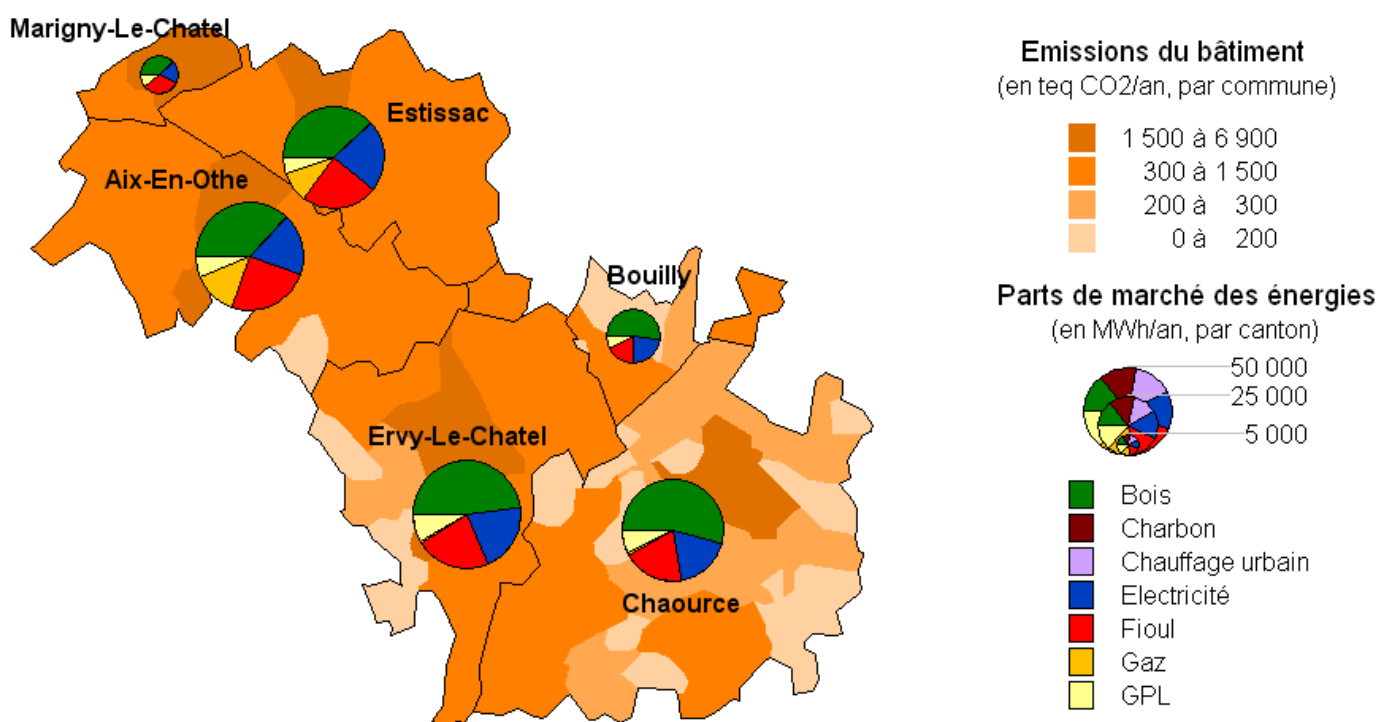 Marigny-Le-Chatel
Estissac
Aix-En-Othe
Bouilly
Ervy-Le-Chatel
Chaource
Emissions du bâtiment
(en teq CO2/an, par commune)
1 500 à 6 900
300 à 1 500
200 à 300
0 à 200
Parts de marché des énergies
(en MWh/an, par canton)
50 000
25 000
5 000
Bois
Charbon
Chauffage urbain
Electricité
Fioul
Gaz
GPL